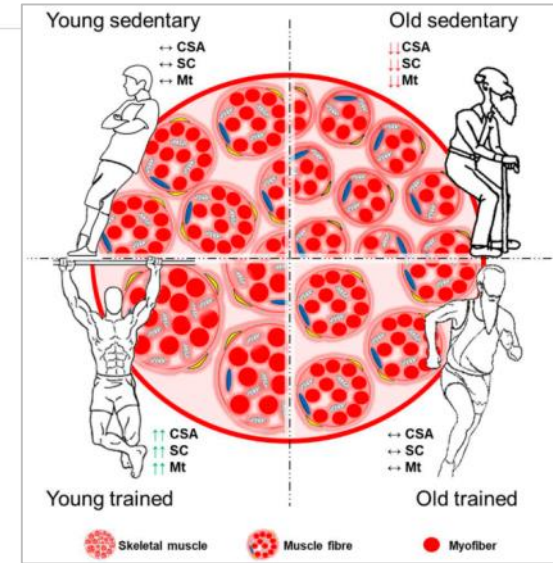 Young sedentary
↔ CSA
↔ SC
↔ Mt
Old sedentary
↓↓CSA
↓↓SC
↓↓Mt
↑↑ CSA
↑↑ SC
↑↑ Mt
Young trained
↔ CSA
↔ SC
↔ Mt
Old trained
Skeletal muscle
Muscle fibre
Myofiber